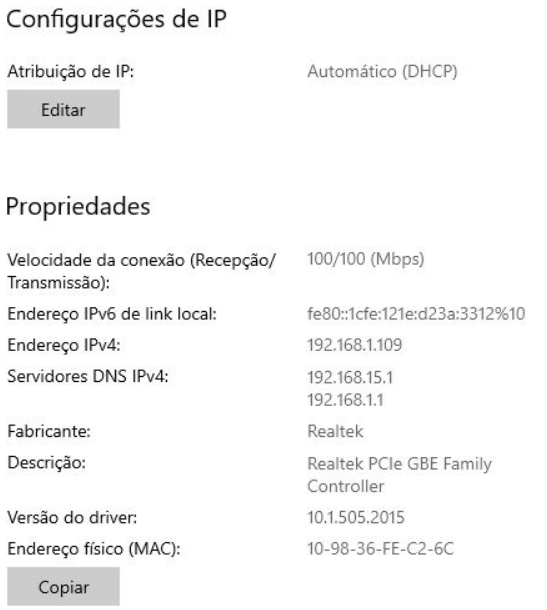 Configurações de IP
Atribuição de IP: Automático (DHCP)
Editar
Propriedades
Velocidade da conexão (Recepção/ 100/100 (Mbps)
Transmissão):
Endereço IPv6 de link local: fe80::1cfe:121e:d23a:3312%10
Endereço IPv4: 192.168.1.109
Servidores DNS IPv4: 192.168.15.1
192.168.1.1
Fabricante: Realtek
Descrição: Realtek PCIe GBE Family
Controller
Versão do driver: 10.1.505.2015
Endereço físico (MAC): 10-98-36-FE-C2-6C
Copiar